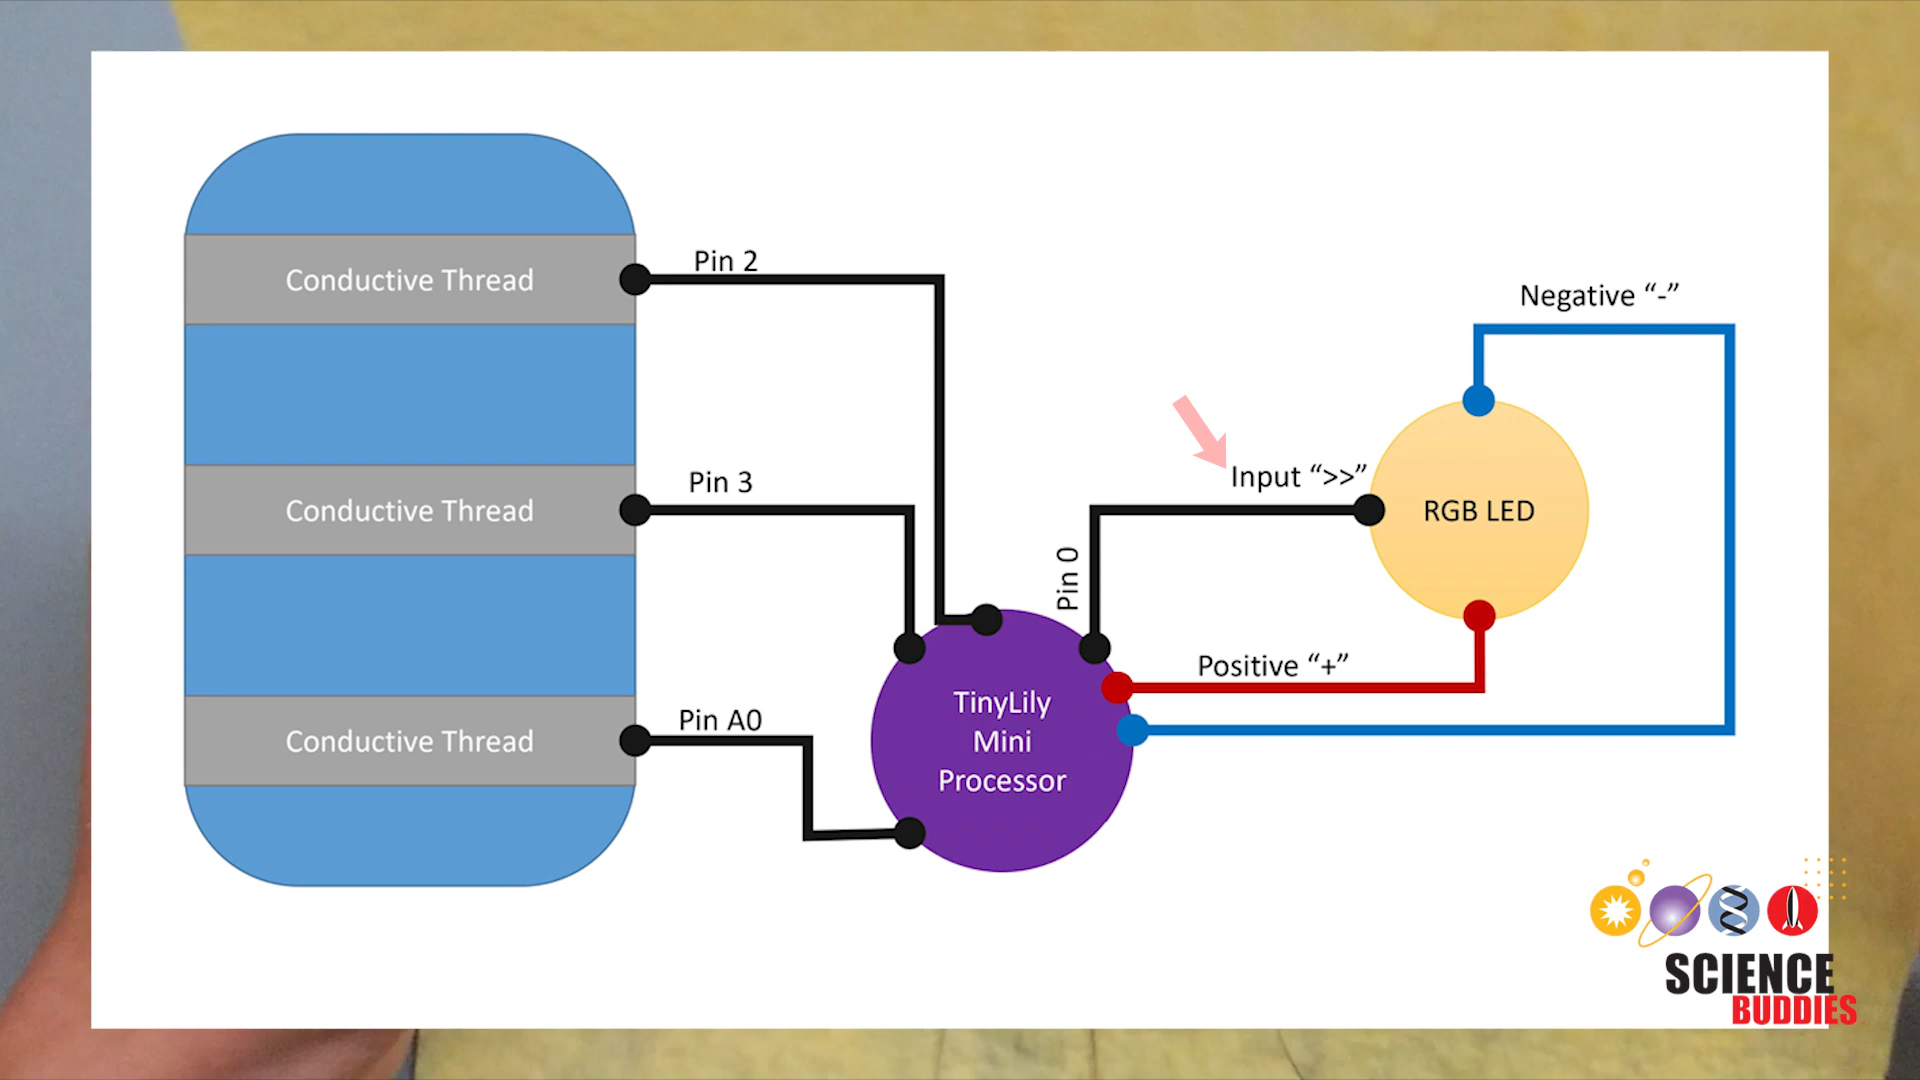 Conductive Thread
Pin 2
Negative “-”
Conductive Thread
Pin 3
Input “>>”
RGB LED
Pin 0
Conductive Thread
Pin A0
Positive “+”
TinyLily
Mini
Processor
SCIENCE
BUDDIES